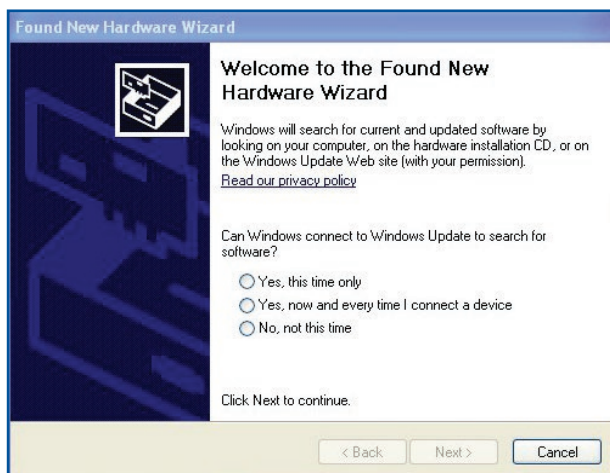 Found New Hardware Wizard
Welcome to the Found New
Hardware Wizard
Windows will search for current and updated software by
looking on your computer, on the hardware installation CD, or on
the Windows Update Web site (with your permission).
Read our privacy policy
Can Windows connect to Windows Update to search for
software?
Yes, this time only
Yes, now and every time I connect a device
No, not this time
Click Next to continue.
< Back
Next >
Cancel